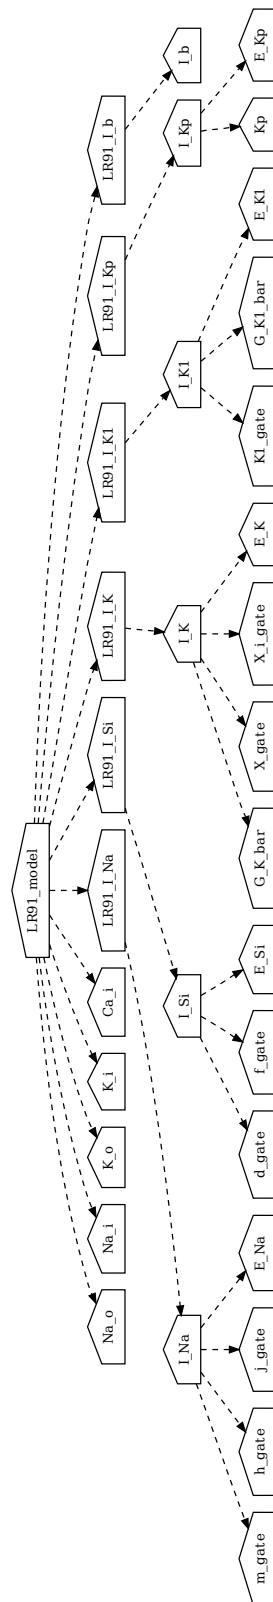 LR91_model
Na_o
Na_i
K_o
K_i
Ca_i
LR91_I_Na
LR91_I_Si
LR91_I_K
LR91_I_K1
LR91_I_Kp
LR91_I_b
I_Na
I_Si
I_K
I_K1
I_Kp
I_b
m_gate
h_gate
j_gate
E_Na
d_gate
f_gate
E_Si
G_K_bar
X_gate
X_i_gate
E_K
K1_gate
G_K1_bar
E_K1
Kp
E_Kp